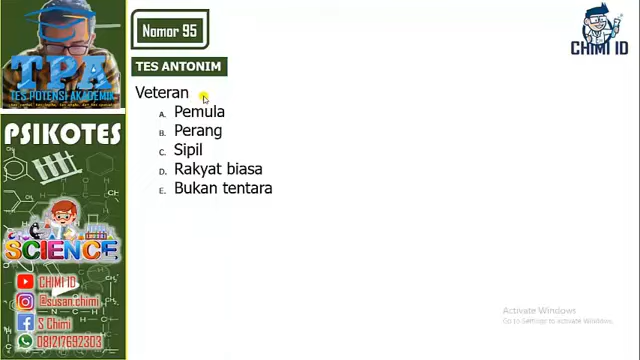 Nomor 95
CHIMI ID
TPA
TES POTENSI AKADEMIK
TES ANTONIM
Veteran
A. Pemula
B. Perang
C. Sipil
D. Rakyat biasa
E. Bukan tentara
PSIKOTES
SCIENCE
CHIMI ID
@susan.chimi
S Chimi
081217692303
Activate Windows
Go to Settings to activate Windows.